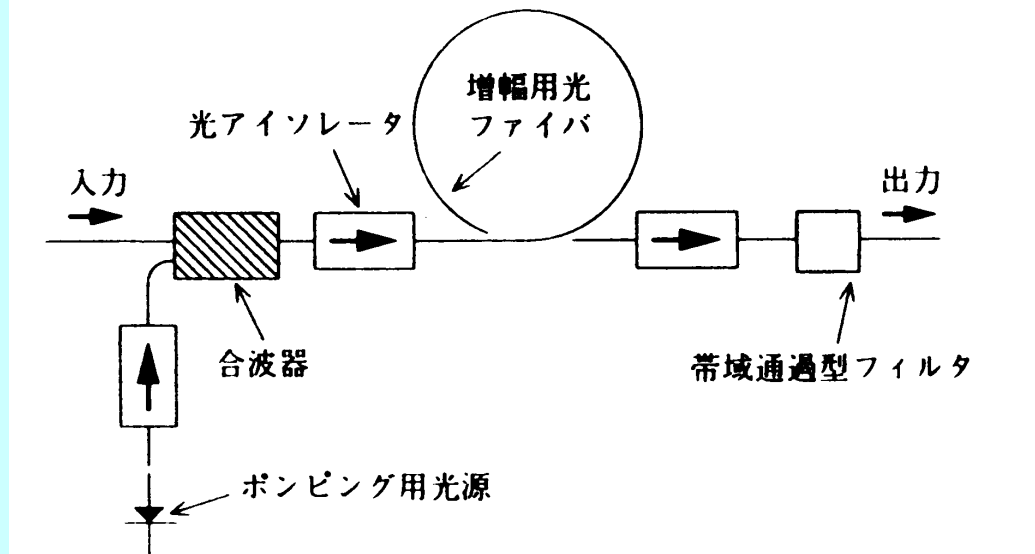 増幅用光
ファイバ
光アイソレータ
入力
出力
合波器
帯域通過型フィルタ
ポンピング用光源